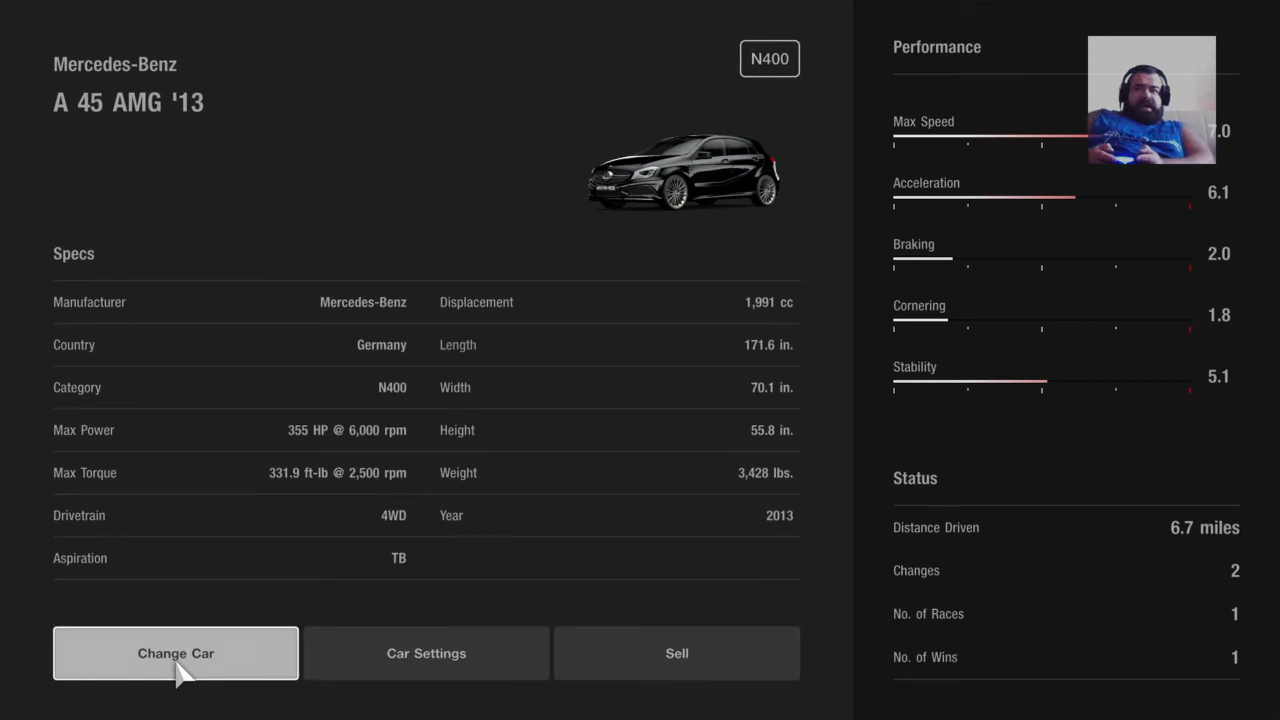 Mercedes-Benz
A 45 AMG '13
N400
Specs
Manufacturer Mercedes-Benz
Country Germany
Category N400
Max Power 355 HP @ 6,000 rpm
Max Torque 331.9 ft-lb @ 2,500 rpm
Drivetrain 4WD
Aspiration TB
Displacement 1,991 cc
Length 171.6 in.
Width 70.1 in.
Height 55.8 in.
Weight 3,428 lbs.
Year 2013
Change Car
Car Settings
Sell
Performance
Max Speed 7.0
Acceleration 6.1
Braking 2.0
Cornering 1.8
Stability 5.1
Status
Distance Driven 6.7 miles
Changes 2
No. of Races 1
No. of Wins 1